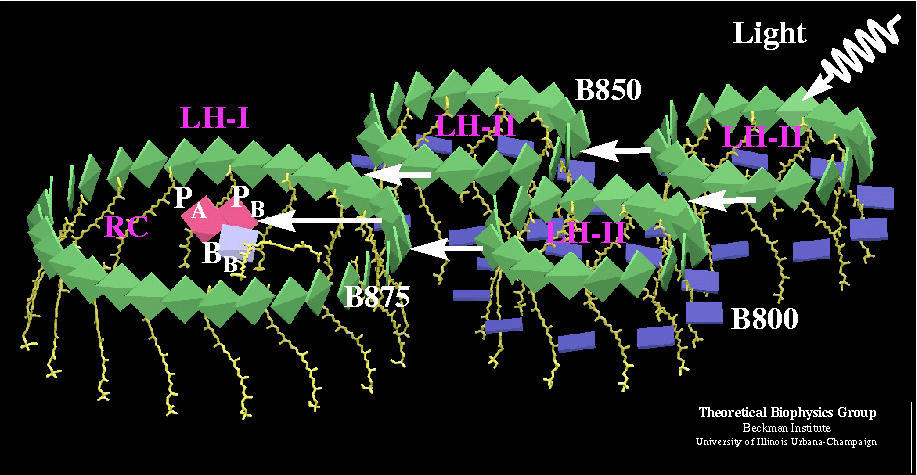 Light
B850
LH-I
LH-II
LH-II
P
A
P
B
RC
B
B
LH-II
B875
B800
Theoretical Biophysics Group
Beckman Institute
University of Illinois Urbana-Champaign